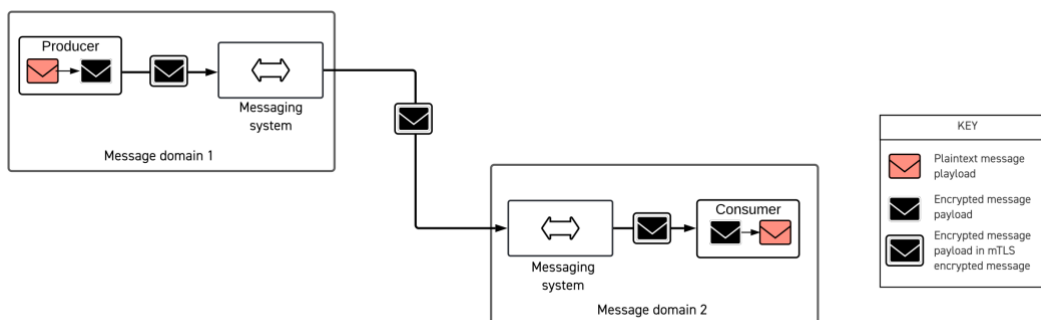 Producer
Messaging
system
Message domain 1
Consumer
Messaging
system
Message domain 2
KEY
Plaintext message
playload
Encrypted message
payload
Encrypted message
payload in mTLS
encrypted message